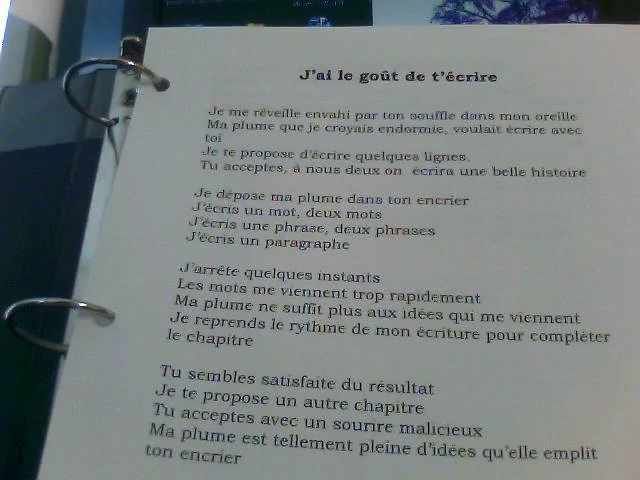 J'ai le goût de t'écrire
Je me réveille envahi par ton souffle dans mon oreille
Ma plume que je croyais endormie, voulait écrire avec
toi
Je te propose d'écrire quelques lignes.
Tu acceptes, à nous deux on écrira une belle histoire
Je dépose ma plume dans ton encrier
J'écris un mot, deux mots
J'écris une phrase, deux phrases
J'écris un paragraphe
J'arrête quelques instants
Les mots me viennent trop rapidement
Ma plume ne suffit plus aux idées qui me viennent
Je reprends le rythme de mon écriture pour compléter
le chapitre
Tu sembles satisfaite du résultat
Je te propose un autre chapitre
Tu acceptes avec un sourire malicieux
Ma plume est tellement pleine d'idées qu'elle emplit
ton encrier